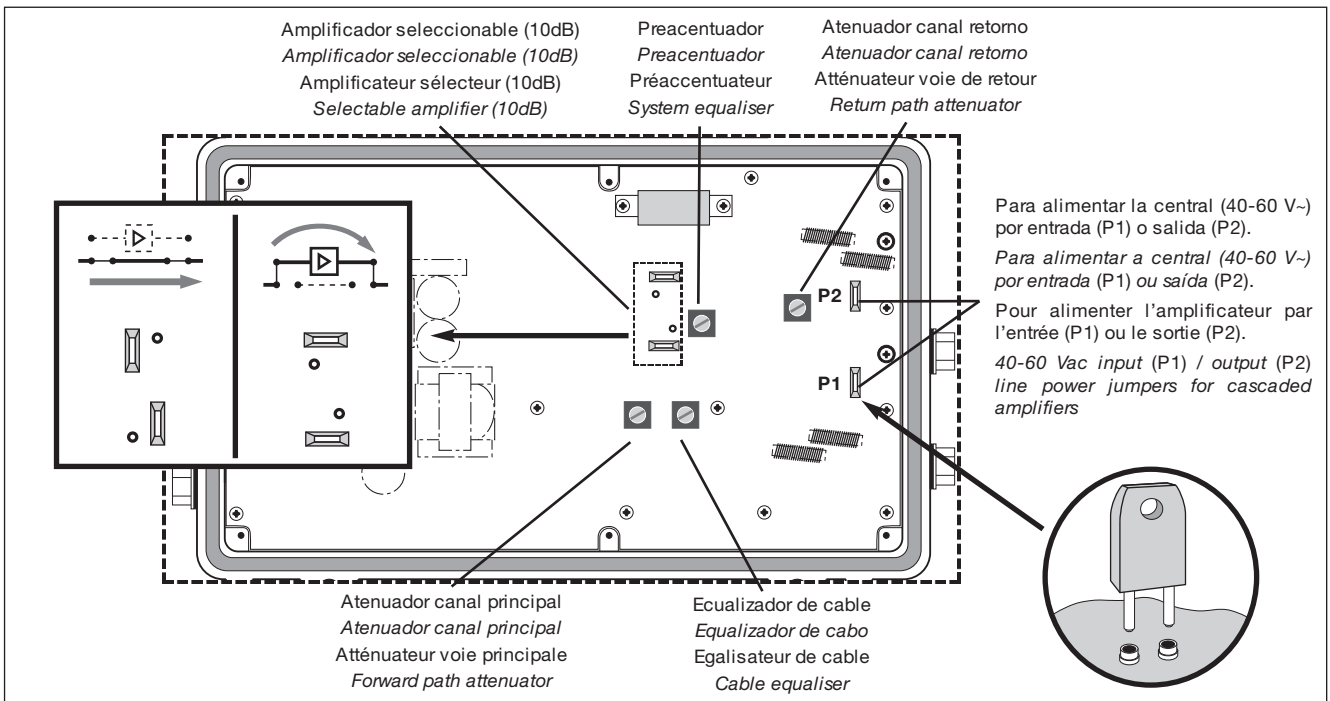 Amplificador seleccionable (10dB)
Amplificador seleccionable (10dB)
Amplificateur sélecteur (10dB)
Selectable amplifier (10dB)
Preacentuador
Preacentuador
Préaccentuateur
System equaliser
Atenuador canal retorno
Atenuador canal retorno
Atténuateur voie de retour
Return path attenuator
P2
P1
Para alimentar la central (40-60 V~)
por entrada (P1) o salida (P2).
Para alimentar a central (40-60 V~)
por entrada (P1) ou saída (P2).
Pour alimenter l’amplificateur par
l’entrée (P1) ou le sortie (P2).
40-60 Vac input (P1) / output (P2)
line power jumpers for cascaded
amplifiers
Atenuador canal principal
Atenuador canal principal
Atténuateur voie principale
Forward path attenuator
Ecualizador de cable
Equalizador de cabo
Egalisateur de cable
Cable equaliser